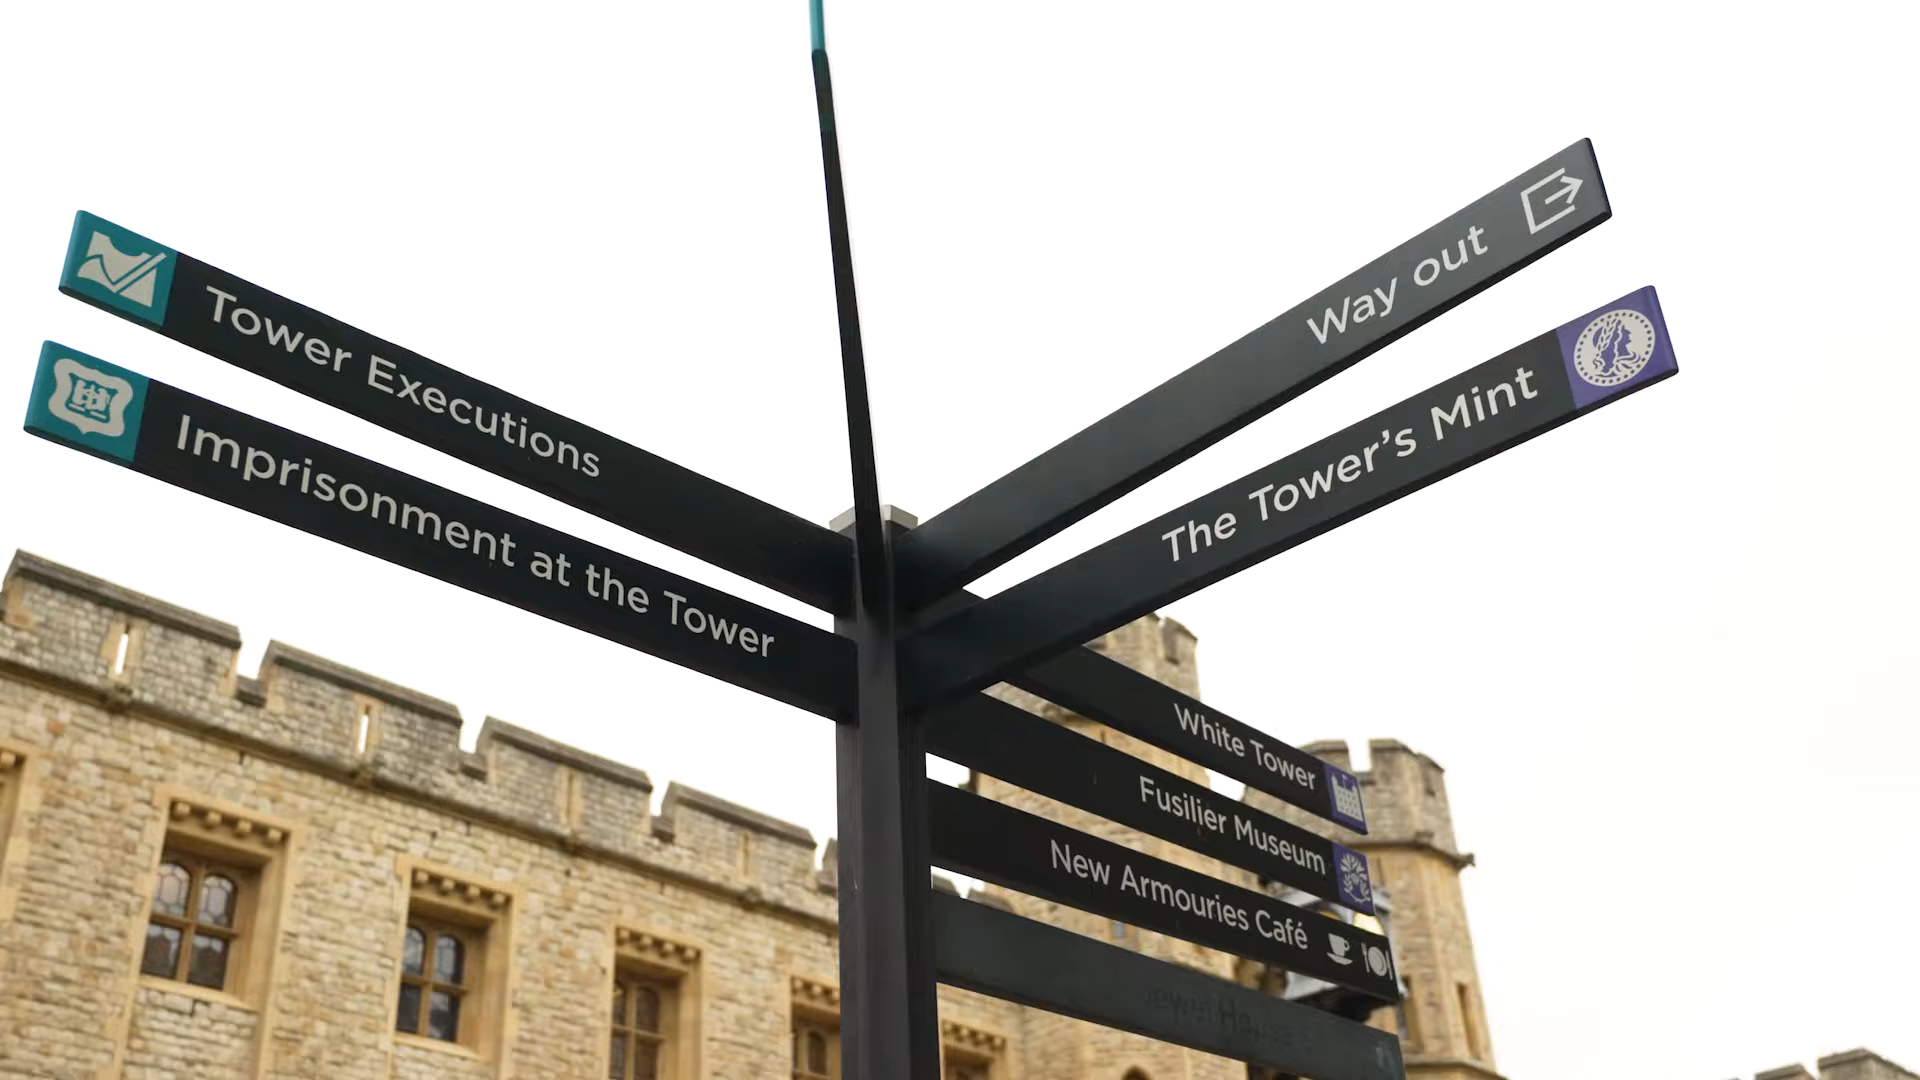 Tower Executions
Imprisonment at the Tower
Way out
The Tower’s Mint
White Tower
Fusilier Museum
New Armouries Café